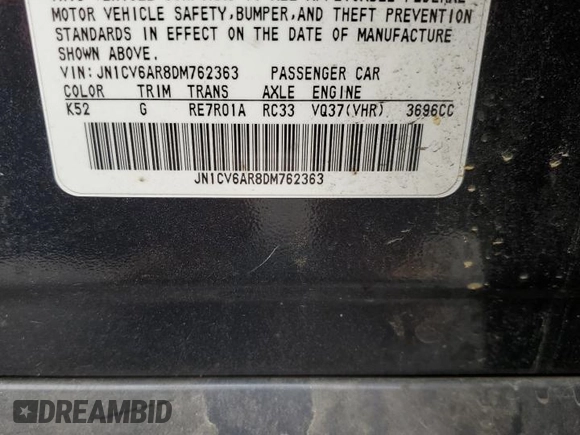 MOTOR VEHICLE SAFETY, BUMPER, AND THEFT PREVENTION
STANDARDS IN EFFECT ON THE DATE OF MANUFACTURE
SHOWN ABOVE.
VIN: JN1CV6AR8DM762363 PASSENGER CAR
COLOR TRIM TRANS AXLE ENGINE
K52 G RE7R01A RC33 VQ37(VHR) 3696CC
JN1CV6AR8DM762363
DREAMBID